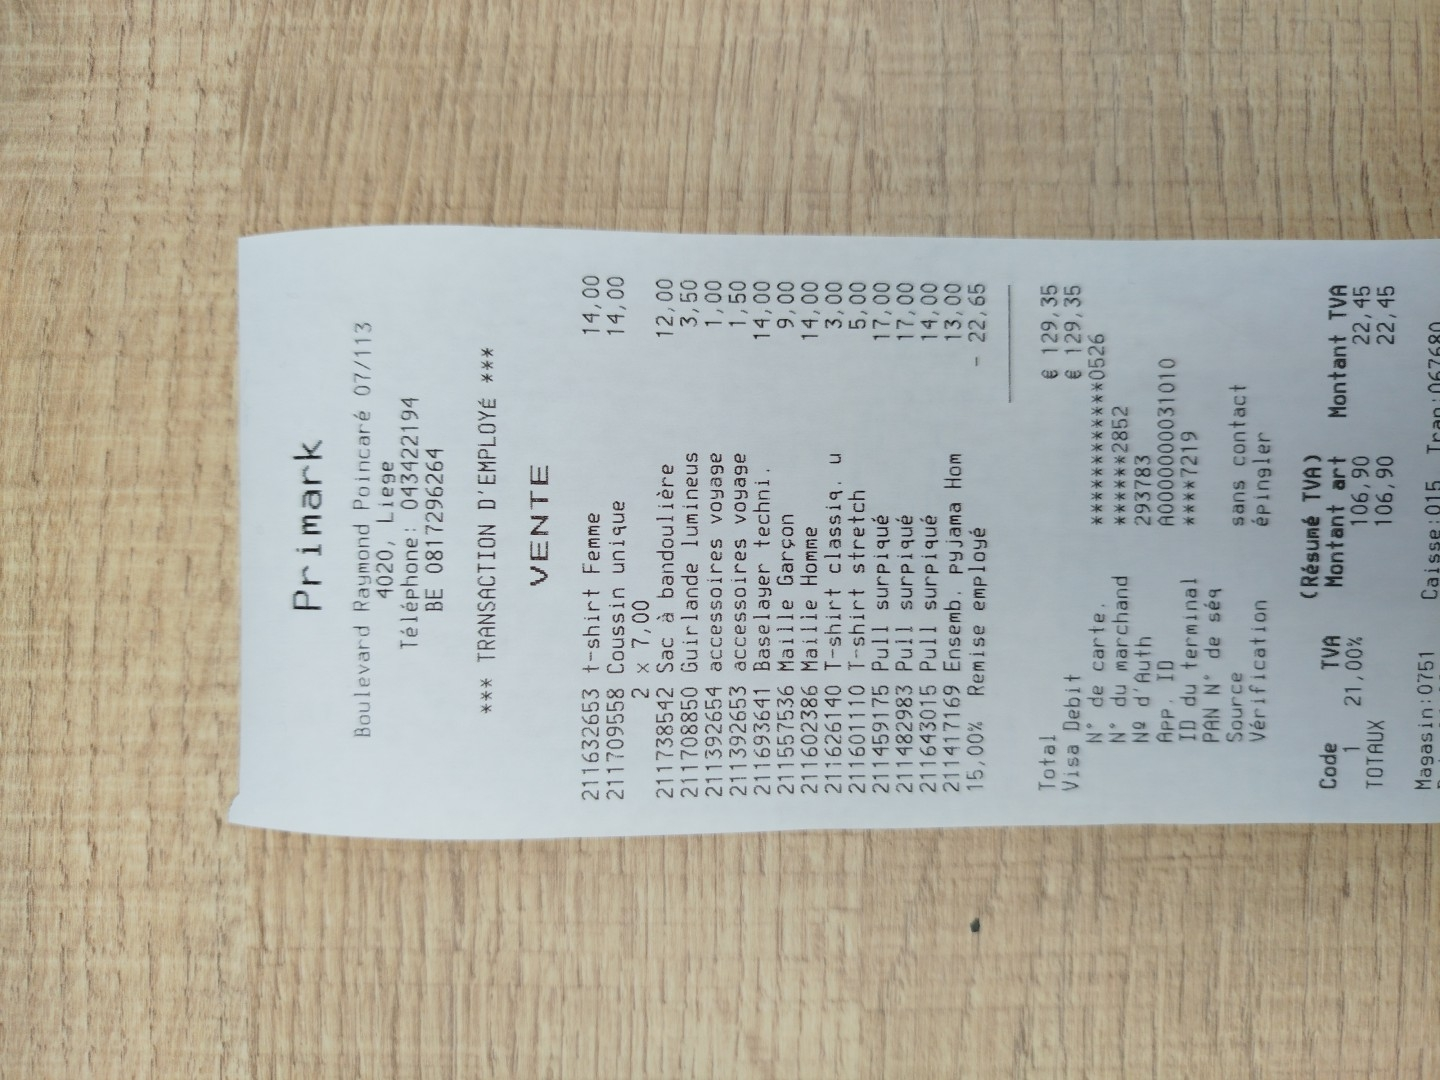 Primark
Boulevard Raymond Poincaré 07/113
4020, Liege
Téléphone: 043422194
BE 0817296264
*** TRANSACTION D'EMPLOYÉ ***
VENTE
211632653 t-shirt Femme 14,00
211709558 Coussin unique 14,00
2 x 7,00
211738542 Sac à bandoulière 12,00
211708850 Guirlande lumineus 3,50
211392654 accessoires voyage 1,00
211392653 accessoires voyage 1,50
211693641 Baselayer techni. 14,00
211557536 Maille Garçon 9,00
211602386 Maille Homme 14,00
211626140 T-shirt classiq. u 3,00
211601110 T-shirt stretch 5,00
211459175 Pull surpiqué 17,00
211482983 Pull surpiqué 17,00
211643015 Pull surpiqué 14,00
211417169 Ensemb. pyjama Hom 13,00
15,00% Remise employé - 22,65
Total € 129,35
Visa Debit € 129,35
N° de carte. ************0526
N° du marchand ******2852
Nº d'Auth 293783
App. ID A0000000031010
ID du terminal ****7219
PAN N° de séq
Source sans contact
Vérification épingler
(Résumé TVA)
Code TVA Montant art Montant TVA
1 21,00% 106,90 22,45
TOTAUX 106,90 22,45
Magasin:0751 Caisse:015 Tran:067680